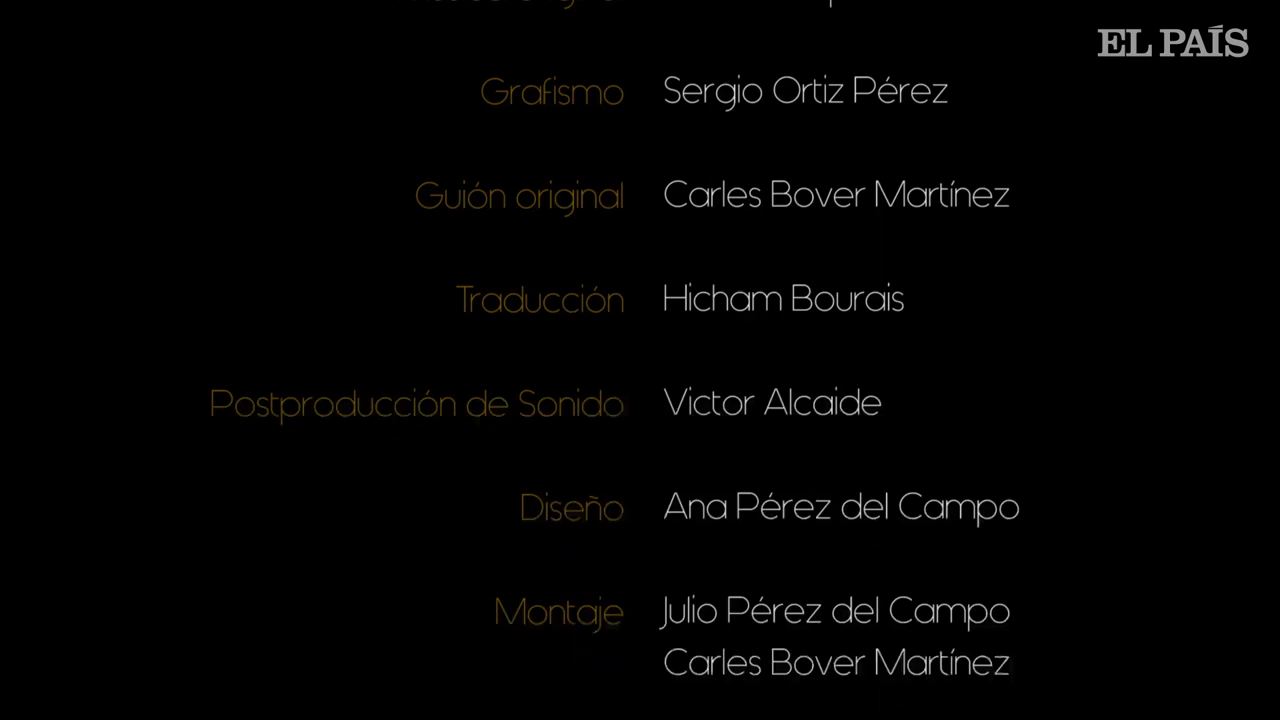 EL PAÍS
Grafismo Sergio Ortiz Pérez
Guión original Carles Bover Martínez
Traducción Hicham Bourais
Postproducción de Sonido Victor Alcaide
Diseño Ana Pérez del Campo
Montaje Julio Pérez del Campo
Carles Bover Martínez